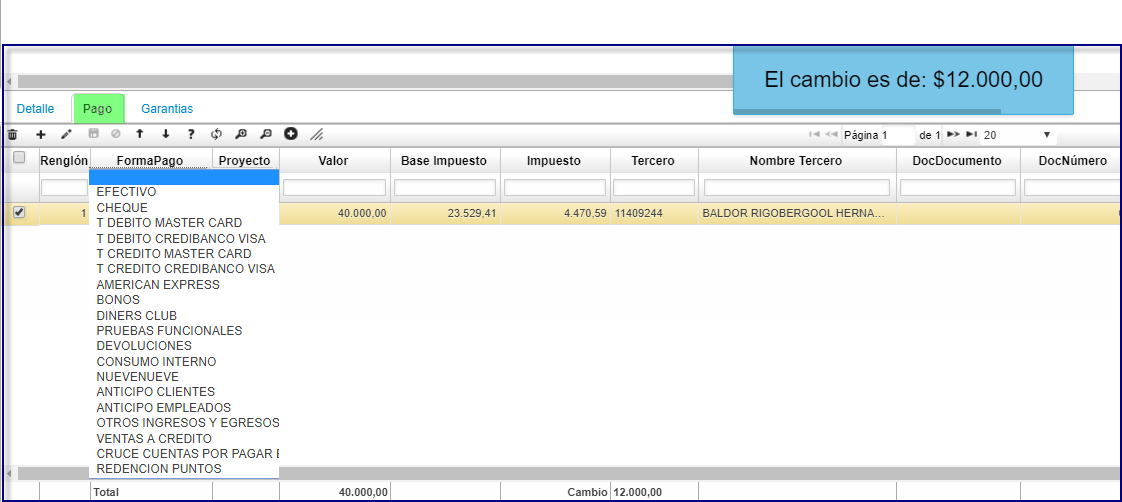 El cambio es de: $12.000,00
Detalle Pago Garantias
Página 1 de 1 20
Renglón FormaPago Proyecto Valor Base Impuesto Impuesto Tercero Nombre Tercero DocDocumento DocNúmero
1 40.000,00 23.529,41 4.470,59 11409244 BALDOR RIGOBERGOOL HERNA...
EFECTIVO
CHEQUE
T DEBITO MASTER CARD
T DEBITO CREDIBANCO VISA
T CREDITO MASTER CARD
T CREDITO CREDIBANCO VISA
AMERICAN EXPRESS
BONOS
DINERS CLUB
PRUEBAS FUNCIONALES
DEVOLUCIONES
CONSUMO INTERNO
NUEVENUEVE
ANTICIPO CLIENTES
ANTICIPO EMPLEADOS
OTROS INGRESOS Y EGRESOS
VENTAS A CREDITO
CRUCE CUENTAS POR PAGAR
REDENCION PUNTOS
Total 40.000,00 Cambio 12.000,00